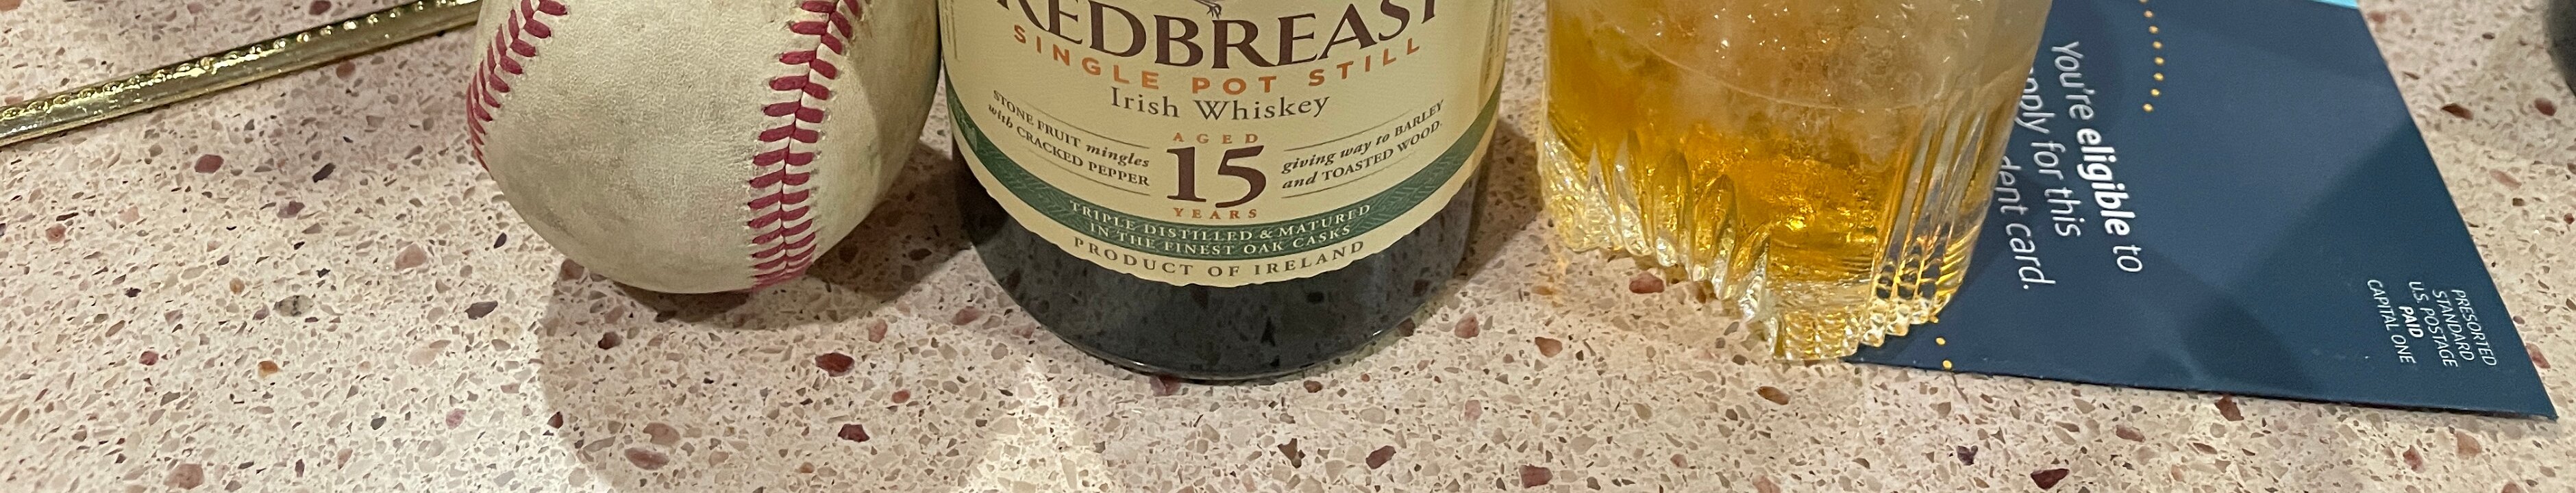 REDBREAST
SINGLE POT STILL
Irish Whiskey
STONE FRUIT mingles
with CRACKED PEPPER
AGED
15
YEARS
giving way to BARLEY
and TOASTED WOOD.
TRIPLE DISTILLED & MATURED
IN THE FINEST OAK CASKS
PRODUCT OF IRELAND
You're eligible to
apply for this
dent card.
PRESORTED
STANDARD
U.S. POSTAGE
PAID
CAPITAL ONE